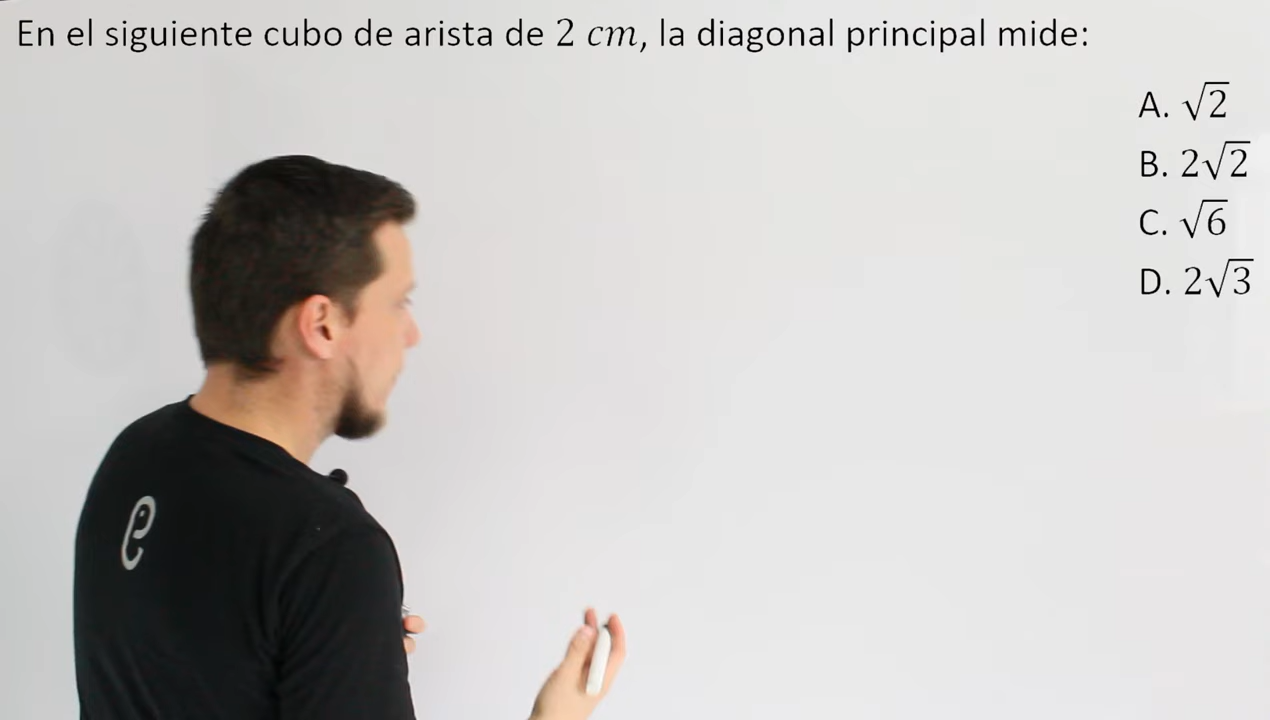 En el siguiente cubo de arista de 2 cm, la diagonal principal mide:
A. √2
B. 2√2
C. √6
D. 2√3